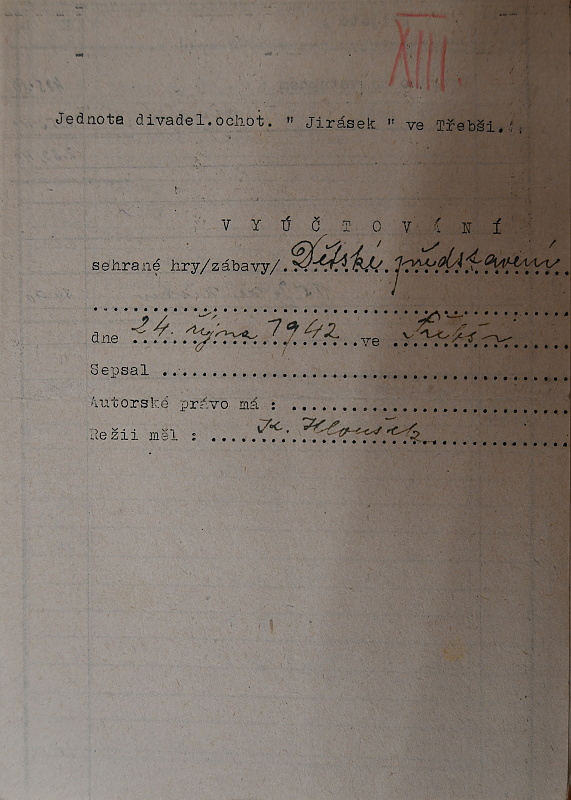 XIII.
Jednota divadel.ochot. " Jirásek " ve Třebši.
V Y Ú Č T O V Á N Í
sehrané hry/zábavy/ Dětské představení
dne 24. října 1942 ve Třebši
Sepsal
Autorské právo má :
Režii měl : K. Hloušek